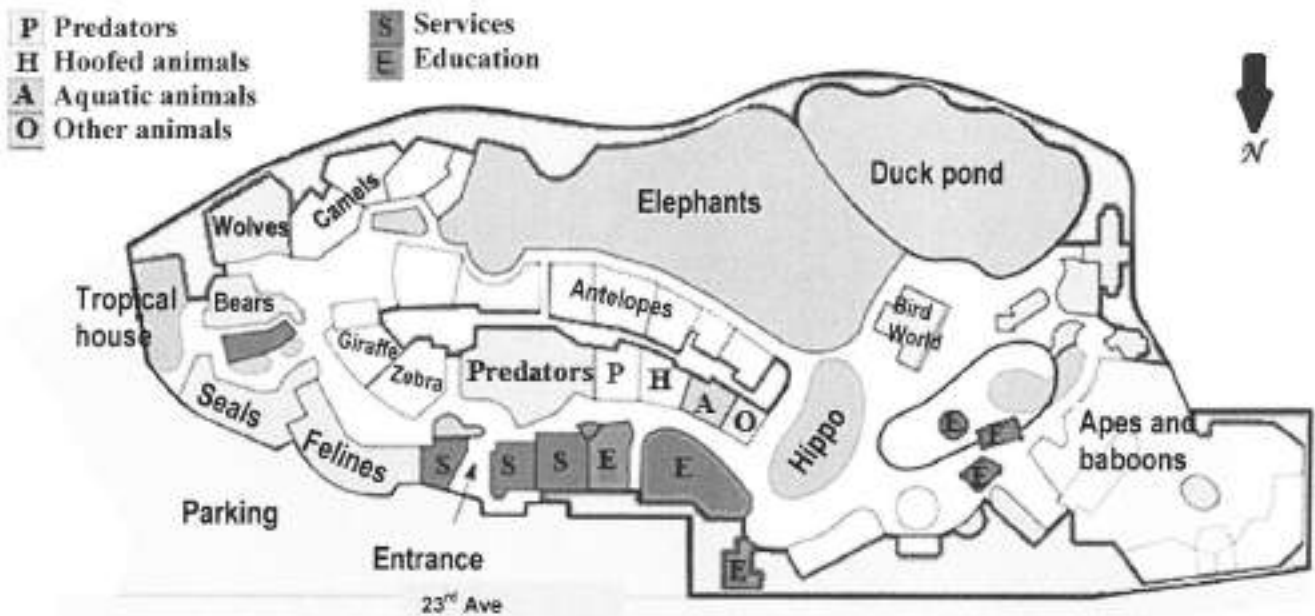 P Predators
H Hoofed animals
A Aquatic animals
O Other animals
S Services
E Education
N
Duck pond
Elephants
Camels
Wolves
Tropical
house
Bears
Antelopes
Bird
World
Giraffe
Zebra
Predators
P
H
A
O
Seals
Felines
Hippo
Apes and
baboons
S
S
S
E
E
E
E
E
E
Parking
Entrance
23rd Ave